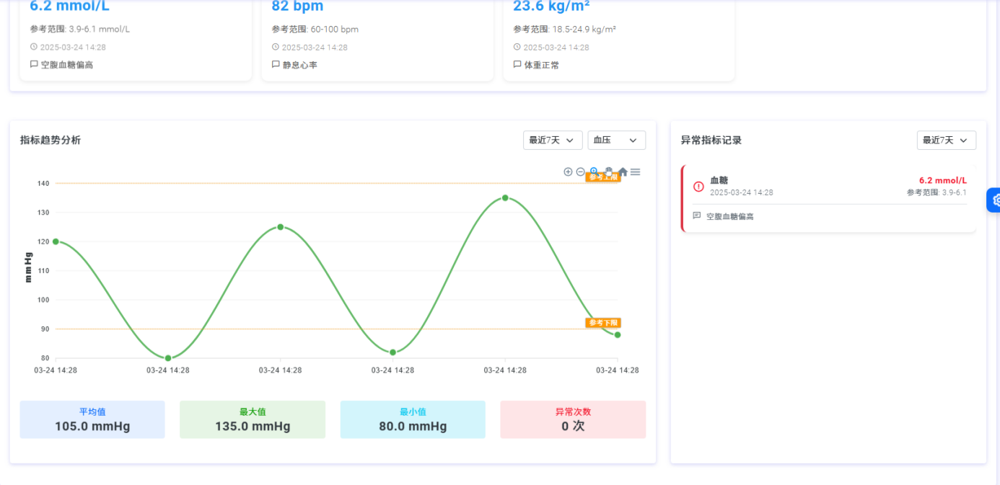 6.2 mmol/L
参考范围: 3.9-6.1 mmol/L
2025-03-24 14:28
空腹血糖偏高
82 bpm
参考范围: 60-100 bpm
2025-03-24 14:28
静息心率
23.6 kg/m²
参考范围: 18.5-24.9 kg/m²
2025-03-24 14:28
体重正常
指标趋势分析
最近7天
血压
参考上限
140
130
120
110
100
90
80
mmHg
参考下限
03-24 14:28
03-24 14:28
03-24 14:28
03-24 14:28
03-24 14:28
03-24 14:28
平均值
105.0 mmHg
最大值
135.0 mmHg
最小值
80.0 mmHg
异常次数
0 次
异常指标记录
最近7天
血糖
6.2 mmol/L
2025-03-24 14:28
参考范围: 3.9-6.1
空腹血糖偏高